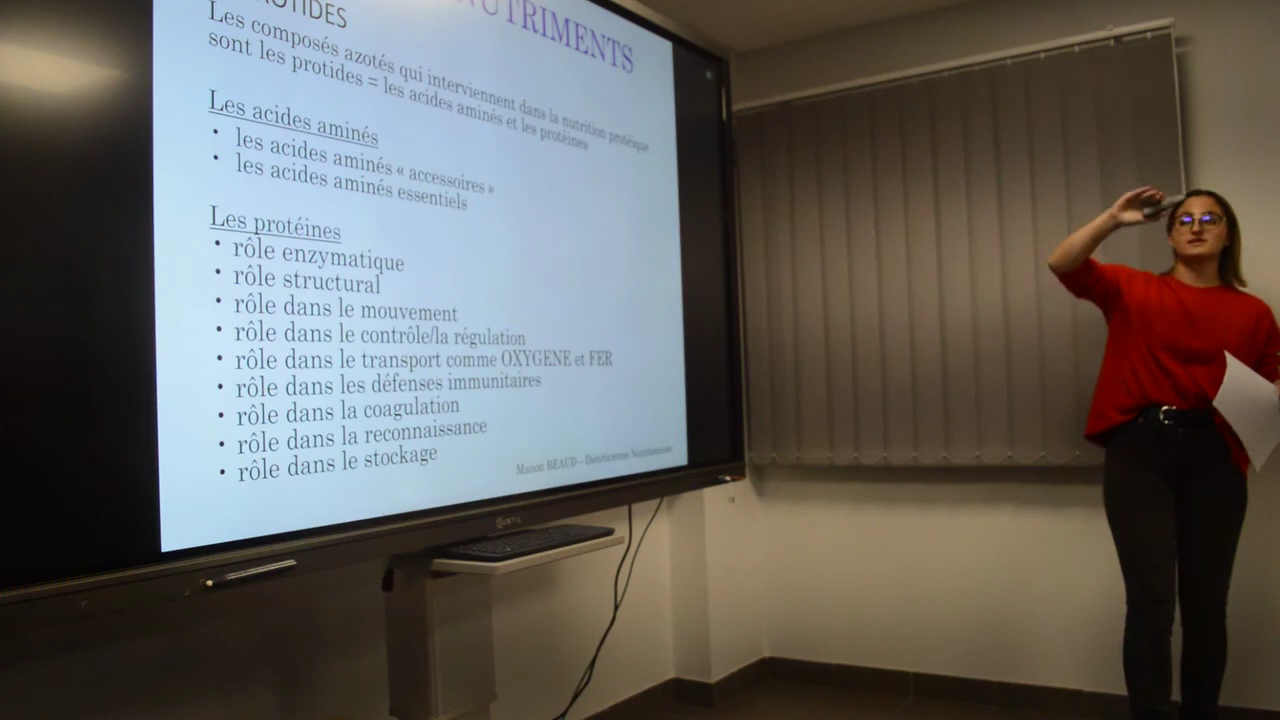 NUTRIMENTS
Les composés azotés qui interviennent dans la nutrition protéique
sont les protides = les acides aminés et les protéines
Les acides aminés
• les acides aminés « accessoires »
• les acides aminés essentiels
Les protéines
• rôle enzymatique
• rôle structural
• rôle dans le mouvement
• rôle dans le contrôle/la régulation
• rôle dans le transport comme OXYGENE et FER
• rôle dans les défenses immunitaires
• rôle dans la coagulation
• rôle dans la reconnaissance
• rôle dans le stockage
Manon BEAUD – Diététicienne Nutritionniste